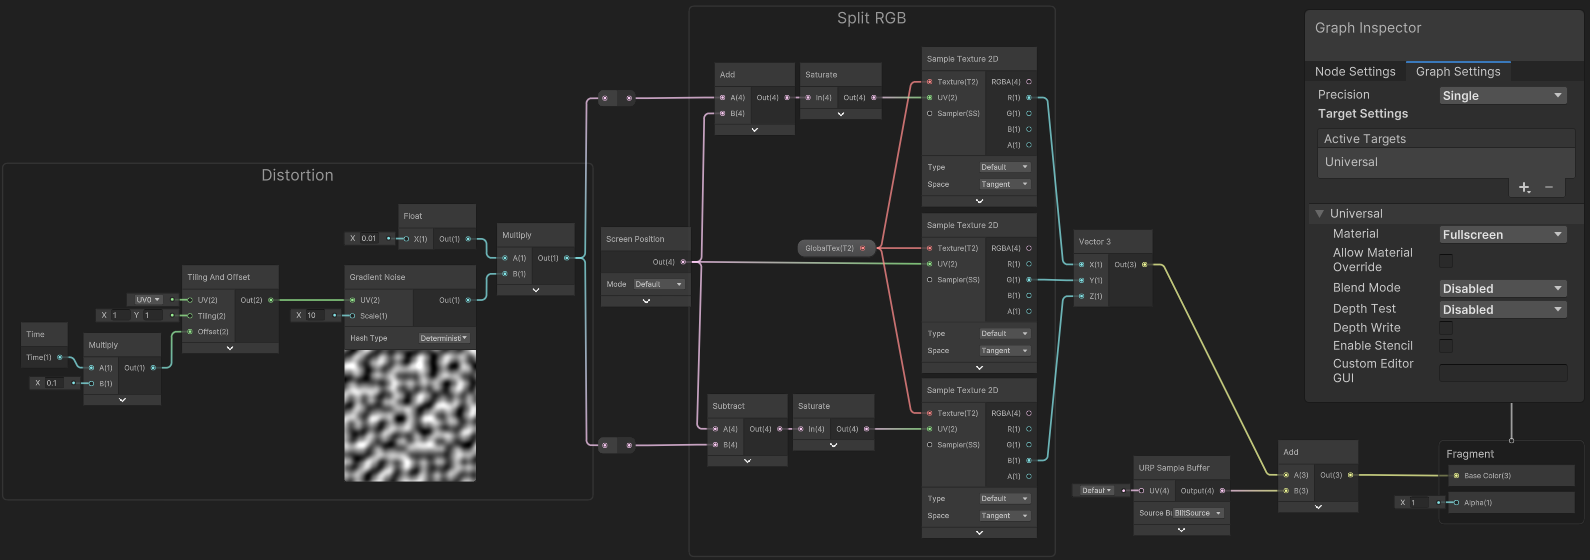 Distortion
Time
Time(1)
X 0.1
Multiply
A(1) Out(1)
B(1)
UV0
X 1 Y 1
Tiling And Offset
UV(2) Out(2)
Tiling(2)
Offset(2)
X 0.01
Float
X(1) Out(1)
X 10
Gradient Noise
UV(2) Out(1)
Scale(1)
Hash Type Determinist
Multiply
A(1) Out(1)
B(1)
Screen Position
Out(4)
Mode Default
Split RGB
Add
A(4) Out(4)
B(4)
Saturate
In(4) Out(4)
Subtract
A(4) Out(4)
B(4)
Saturate
In(4) Out(4)
GlobalTex(T2)
Sample Texture 2D
Texture(T2) RGBA(4)
UV(2) R(1)
Sampler(SS) G(1)
B(1)
A(1)
Type Default
Space Tangent
Sample Texture 2D
Texture(T2) RGBA(4)
UV(2) R(1)
Sampler(SS) G(1)
B(1)
A(1)
Type Default
Space Tangent
Sample Texture 2D
Texture(T2) RGBA(4)
UV(2) R(1)
Sampler(SS) G(1)
B(1)
A(1)
Type Default
Space Tangent
Vector 3
X(1) Out(3)
Y(1)
Z(1)
Default
URP Sample Buffer
UV(4) Output(4)
Source Bu BlitSource
Add
A(3) Out(3)
B(3)
Fragment
Base Color(3)
X 1
Alpha(1)
Graph Inspector
Node Settings Graph Settings
Precision Single
Target Settings
Active Targets
Universal
+ −
Universal
Material Fullscreen
Allow Material
Override
Blend Mode Disabled
Depth Test Disabled
Depth Write
Enable Stencil
Custom Editor
GUI